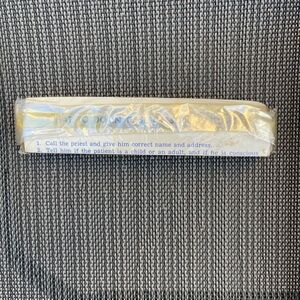 1. Call the priest and give him correct name and address.
2. Tell him if the patient is a child or an adult, and if he is conscious